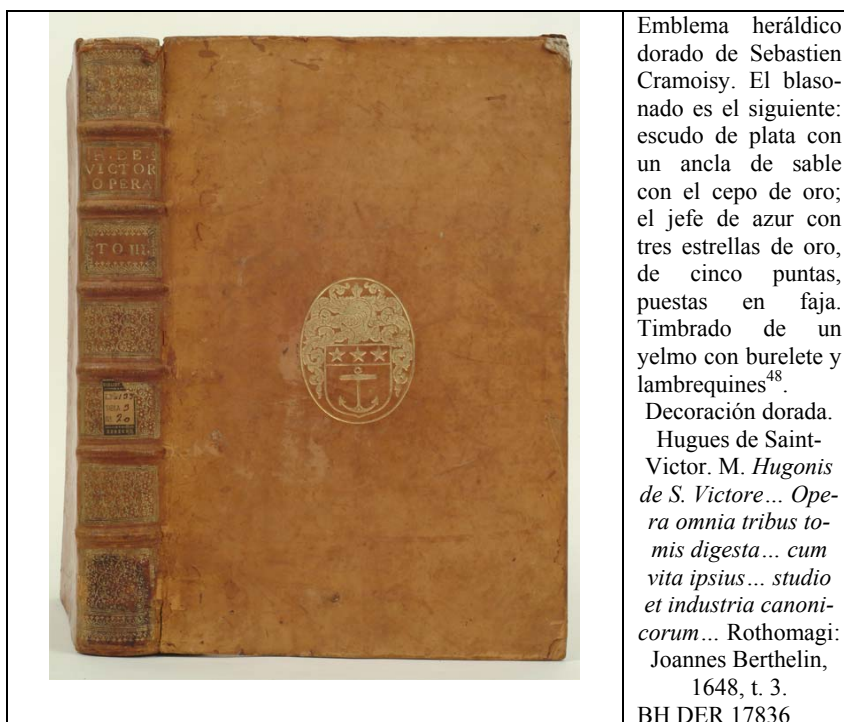 H·DE·S
VICTOR
OPERA
TO III
Emblema heráldico
dorado de Sebastien
Cramoisy. El blaso-
nado es el siguiente:
escudo de plata con
un ancla de sable
con el cepo de oro;
el jefe de azur con
tres estrellas de oro,
de cinco puntas,
puestas en faja.
Timbrado de un
yelmo con burelete y
lambrequines48.
Decoración dorada.
Hugues de Saint-
Victor. M. Hugonis
de S. Victore… Ope-
ra omnia tribus to-
mis digesta… cum
vita ipsius… studio
et industria canoni-
corum… Rothomagi:
Joannes Berthelin,
1648, t. 3.
BH DER 17836